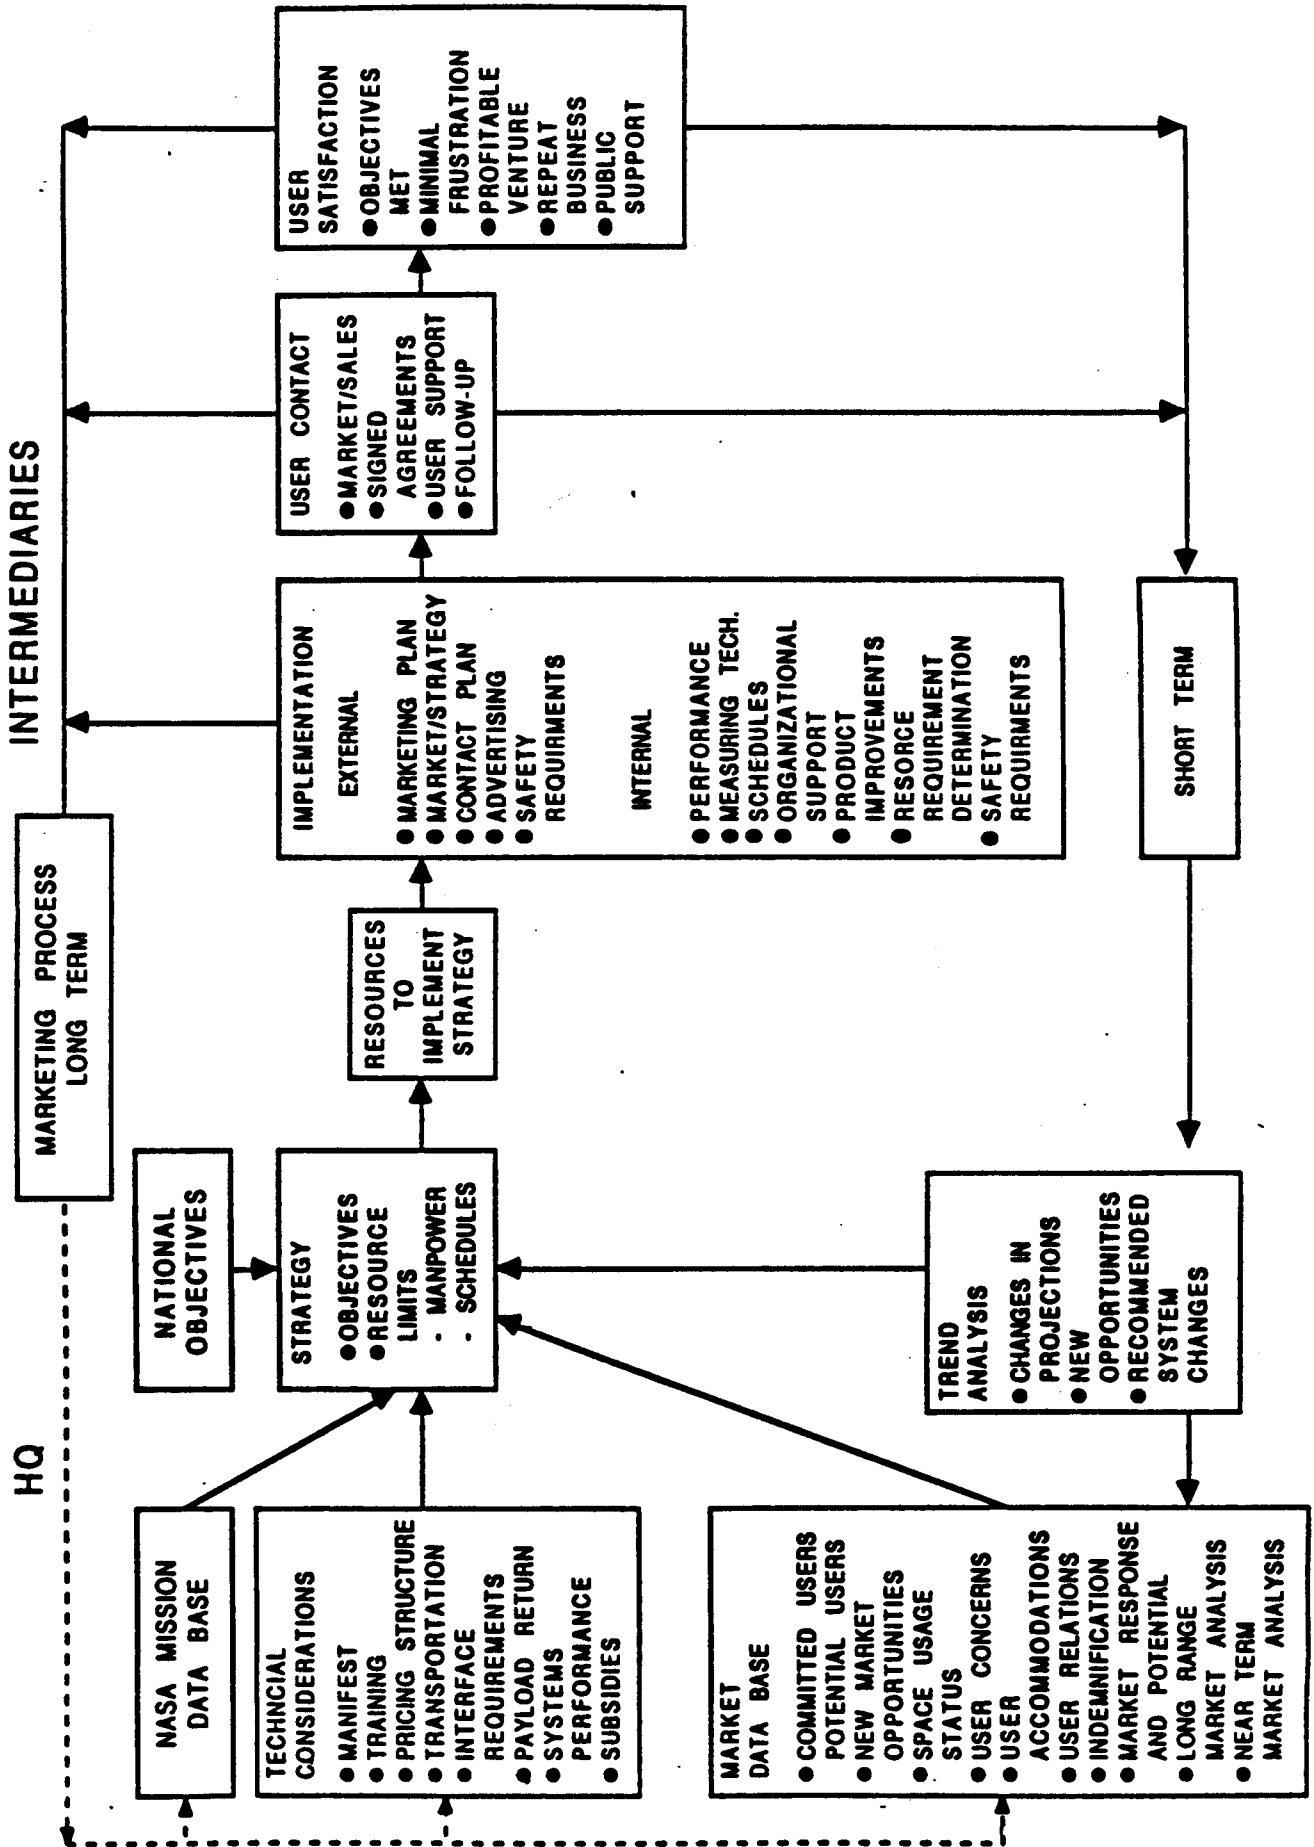 HQ
INTERMEDIARIES
MARKETING PROCESS
LONG TERM
NASA MISSION
DATA BASE
NATIONAL
OBJECTIVES
TECHNCIAL
CONSIDERATIONS
●MANIFEST
●TRAINING
●PRICING STRUCTURE
●TRANSPORTATION
●INTERFACE
REQUIREMENTS
●PAYLOAD RETURN
●SYSTEMS
PERFORMANCE
●SUBSIDIES
STRATEGY
●OBJECTIVES
●RESOURCE
LIMITS
- MANPOWER
- SCHEDULES
RESOURCES
TO
IMPLEMENT
STRATEGY
IMPLEMENTATION
EXTERNAL
●MARKETING PLAN
●MARKET/STRATEGY
●CONTACT PLAN
●ADVERTISING
●SAFETY
REQUIRMENTS
INTERNAL
●PERFORMANCE
●MEASURING TECH.
●SCHEDULES
●ORGANIZATIONAL
SUPPORT
●PRODUCT
IMPROVEMENTS
●RESORCE
REQUIREMENT
DETERMINATION
●SAFETY
REQUIRMENTS
USER CONTACT
●MARKET/SALES
●SIGNED
AGREEMENTS
●USER SUPPORT
●FOLLOW-UP
USER
SATISFACTION
●OBJECTIVES
MET
●MINIMAL
FRUSTRATION
●PROFITABLE
VENTURE
●REPEAT
BUSINESS
●PUBLIC
SUPPORT
MARKET
DATA BASE
●COMMITTED USERS
POTENTIAL USERS
●NEW MARKET
OPPORTUNITIES
●SPACE USAGE
STATUS
●USER CONCERNS
●USER
ACCOMMODATIONS
●USER RELATIONS
●INDEMNIFICATION
●MARKET RESPONSE
AND POTENTIAL
●LONG RANGE
MARKET ANALYSIS
●NEAR TERM
MARKET ANALYSIS
TREND
ANALYSIS
●CHANGES IN
PROJECTIONS
●NEW
OPPORTUNITIES
●RECOMMENDED
SYSTEM
CHANGES
SHORT TERM